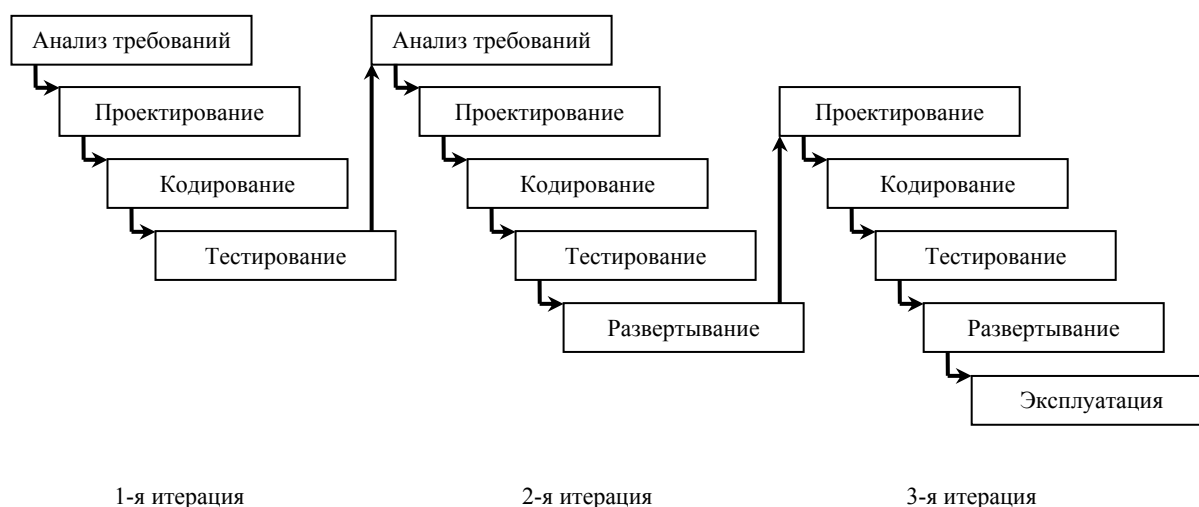 Анализ требований
Проектирование
Кодирование
Тестирование
Анализ требований
Проектирование
Кодирование
Тестирование
Развертывание
Проектирование
Кодирование
Тестирование
Развертывание
Эксплуатация
1-я итерация
2-я итерация
3-я итерация